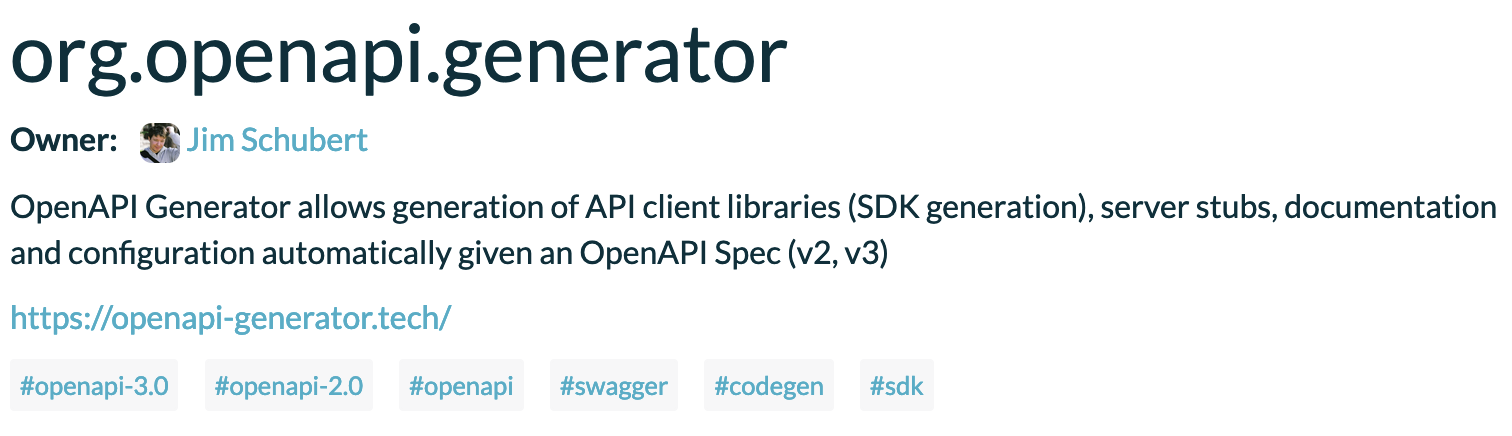 org.openapi.generator
Owner: Jim Schubert
OpenAPI Generator allows generation of API client libraries (SDK generation), server stubs, documentation
and configuration automatically given an OpenAPI Spec (v2, v3)
https://openapi-generator.tech/
#openapi-3.0 #openapi-2.0 #openapi #swagger #codegen #sdk